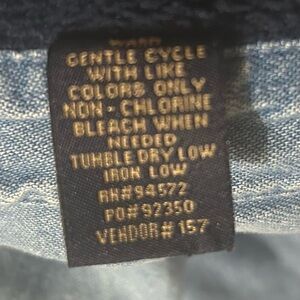 GENTLE CYCLE
WITH LIKE
COLORS ONLY
NON-CHLORINE
BLEACH WHEN
NEEDED
TUMBLE DRY LOW
IRON LOW
RN#94572
PO#92350
VENDOR#157